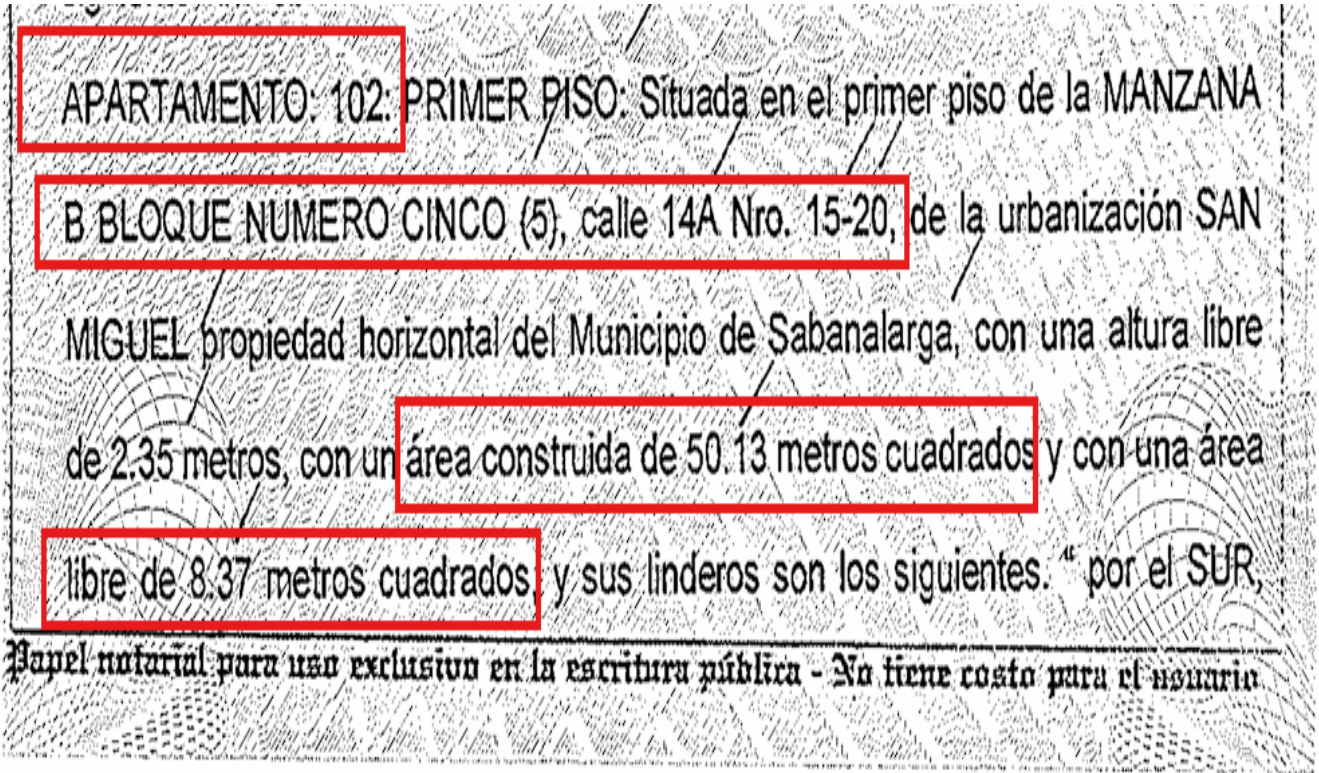 APARTAMENTO: 102: PRIMER PISO: Situada en el primer piso de la MANZANA
B BLOQUE NUMERO CINCO (5), calle 14A Nro. 15-20, de la urbanización SAN
MIGUEL propiedad horizontal del Municipio de Sabanalarga, con una altura libre
de 2.35 metros, con un área construida de 50.13 metros cuadrados y con una área
libre de 8.37 metros cuadrados, y sus linderos son los siguientes. " por el SUR,
Papel notarial para uso exclusivo en la escritura pública - No tiene costo para el usuario